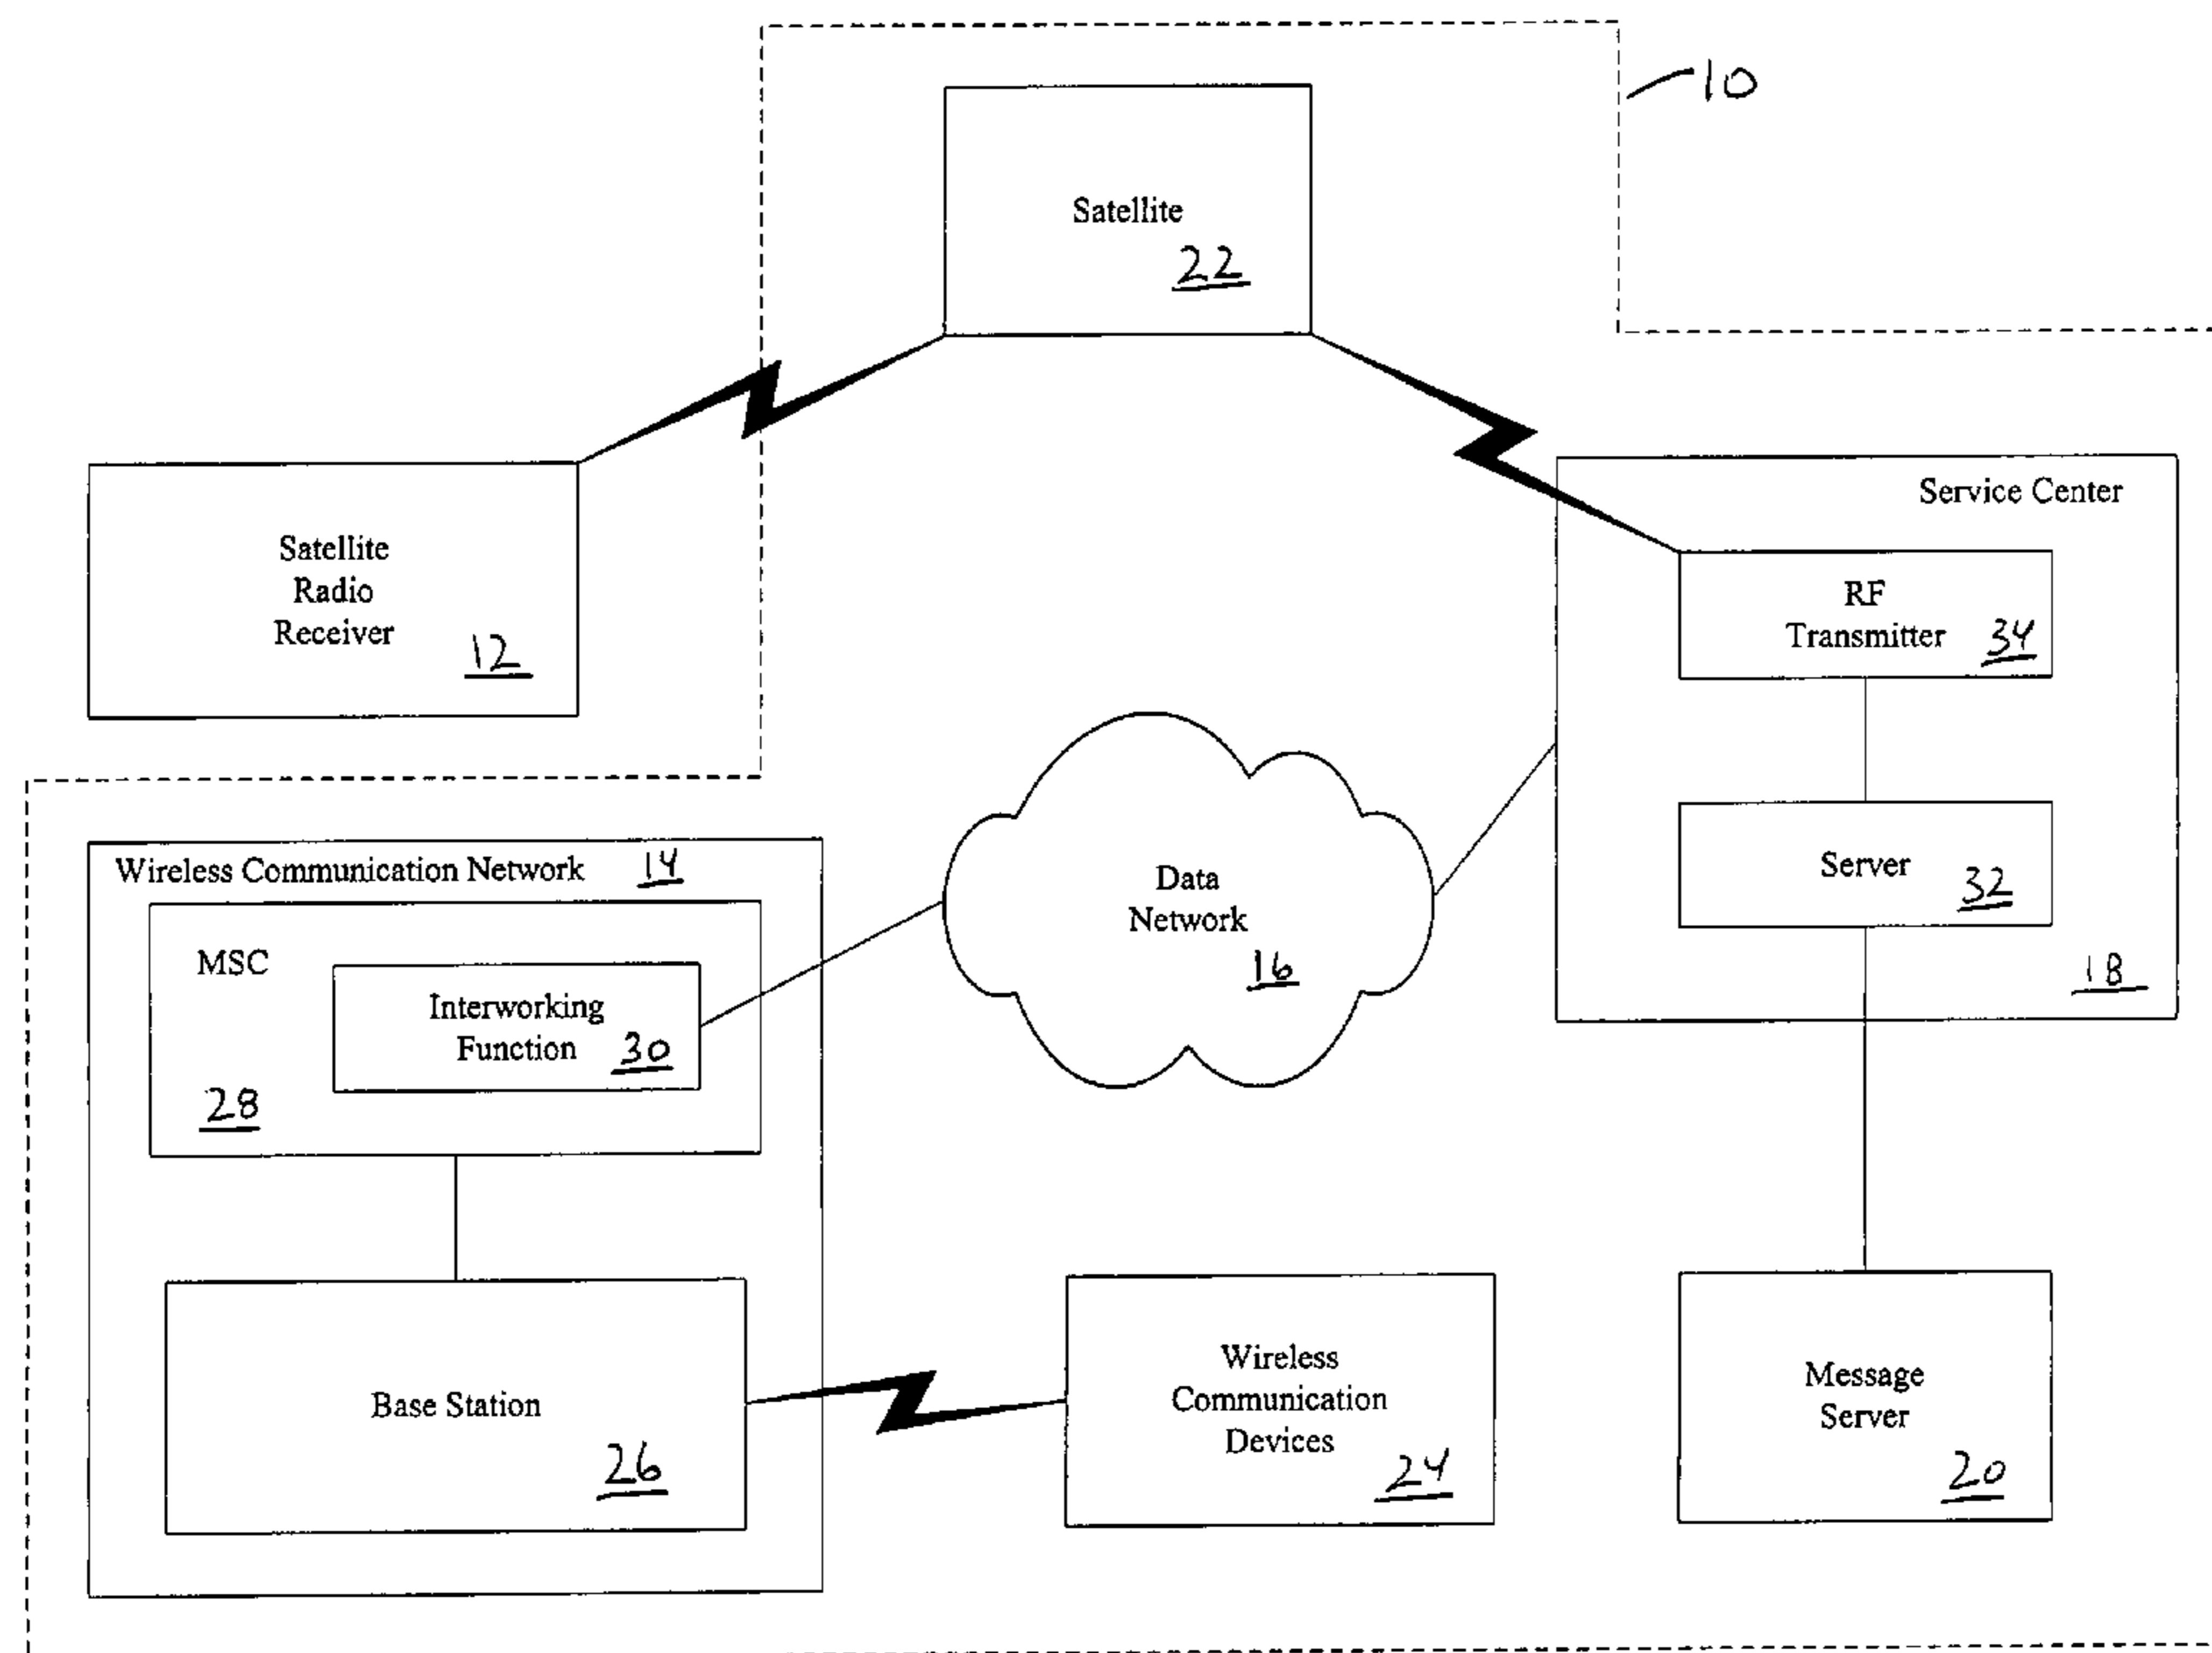 10
Satellite
22
Satellite
Radio
Receiver
12
Service Center
RF
Transmitter
34
Server
32
18
Wireless Communication Network 14
MSC
Interworking
Function
30
28
Data
Network
16
Base Station
26
Wireless
Communication
Devices
24
Message
Server
20